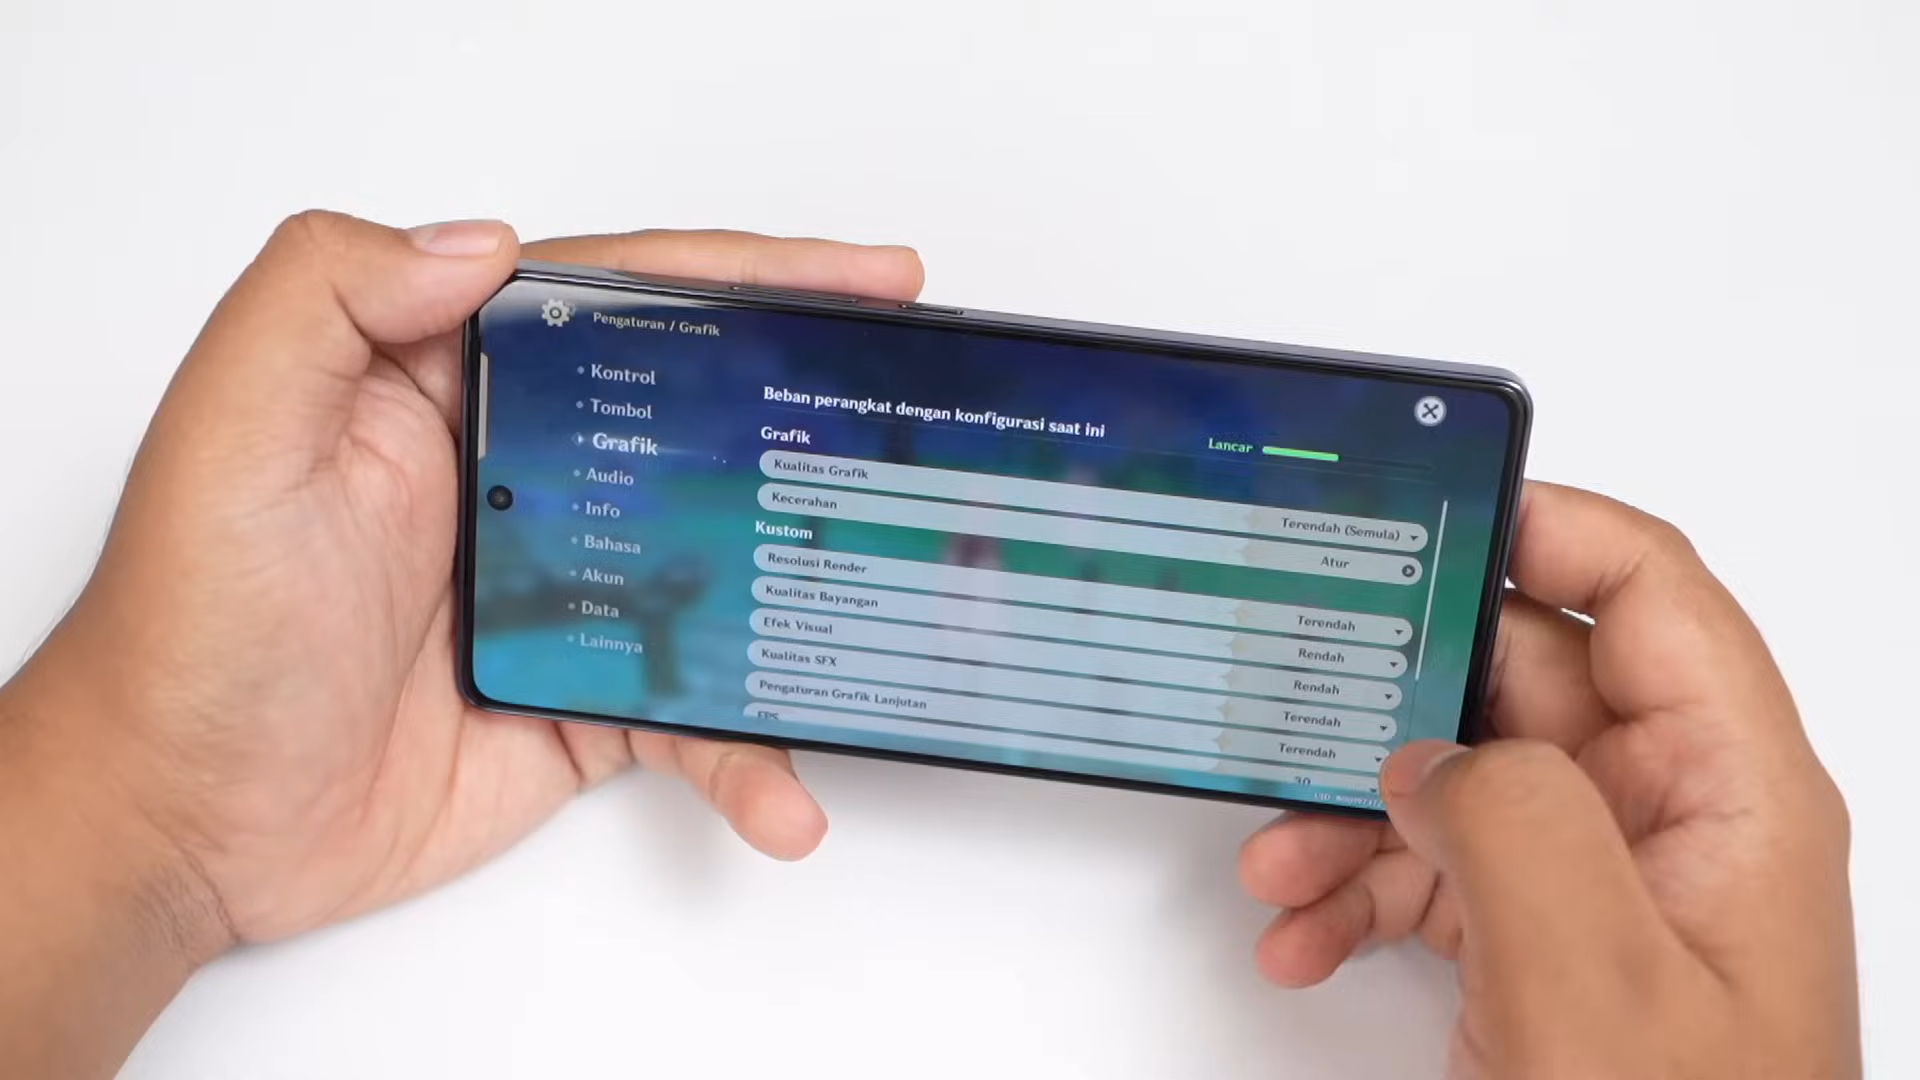 Pengaturan / Grafik
Kontrol
Tombol
Grafik
Audio
Info
Bahasa
Akun
Data
Lainnya
Beban perangkat dengan konfigurasi saat ini
Lancar
Grafik
Kualitas Grafik Terendah (Semula)
Kecerahan Atur
Kustom
Resolusi Render Terendah
Kualitas Bayangan Rendah
Efek Visual Rendah
Kualitas SFX Terendah
Pengaturan Grafik Lanjutan Terendah
FPS 30